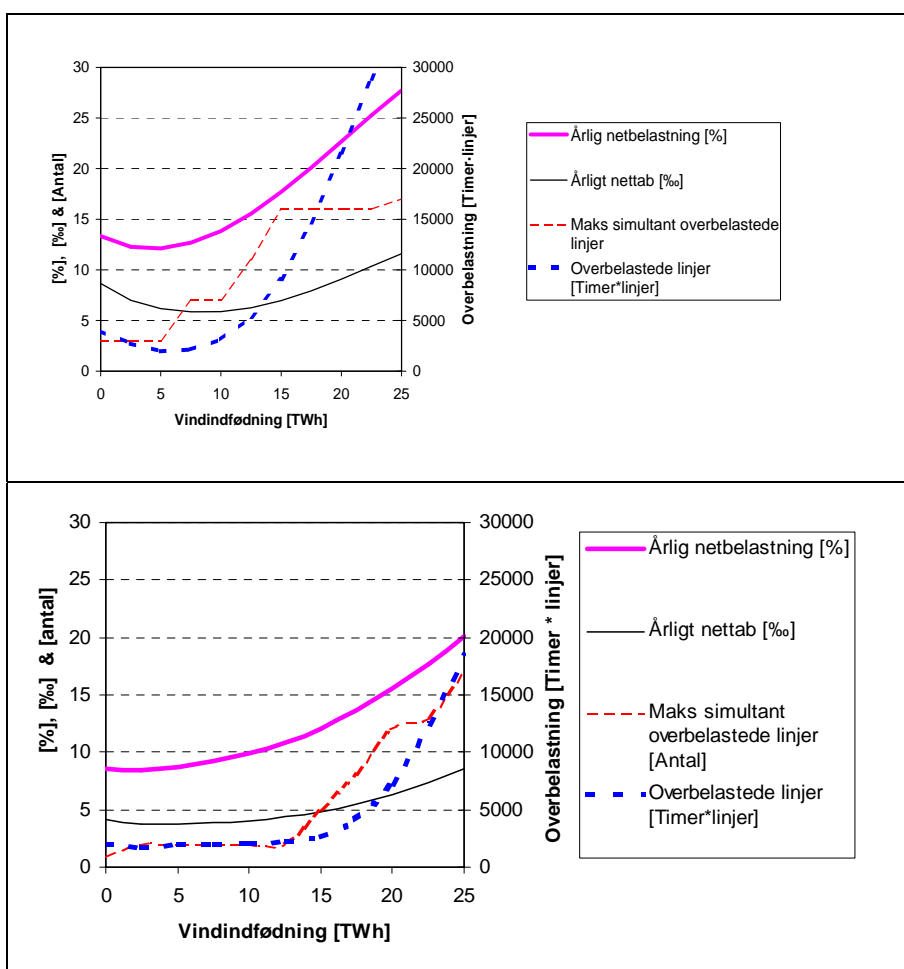 30
25
20
15
10
5
0
[%], [‰] & [Antal]
0 5 10 15 20 25
Vindindfødning [TWh]
30000
25000
20000
15000
10000
5000
0
Overbelastning [Timer-linjer]
Årlig netbelastning [%]
Årligt nettab [‰]
Maks simultant overbelastede
linjer
Overbelastede linjer
[Timer*linjer]
30
25
20
15
10
5
0
[%], [‰] & [antal]
0 5 10 15 20 25
Vindindfødning [TWh]
30000
25000
20000
15000
10000
5000
0
Overbelastning [Timer * linjer]
Årlig netbelastning [%]
Årligt nettab [‰]
Maks simultant
overbelastede linjer
[Antal]
Overbelastede linjer
[Timer*linjer]